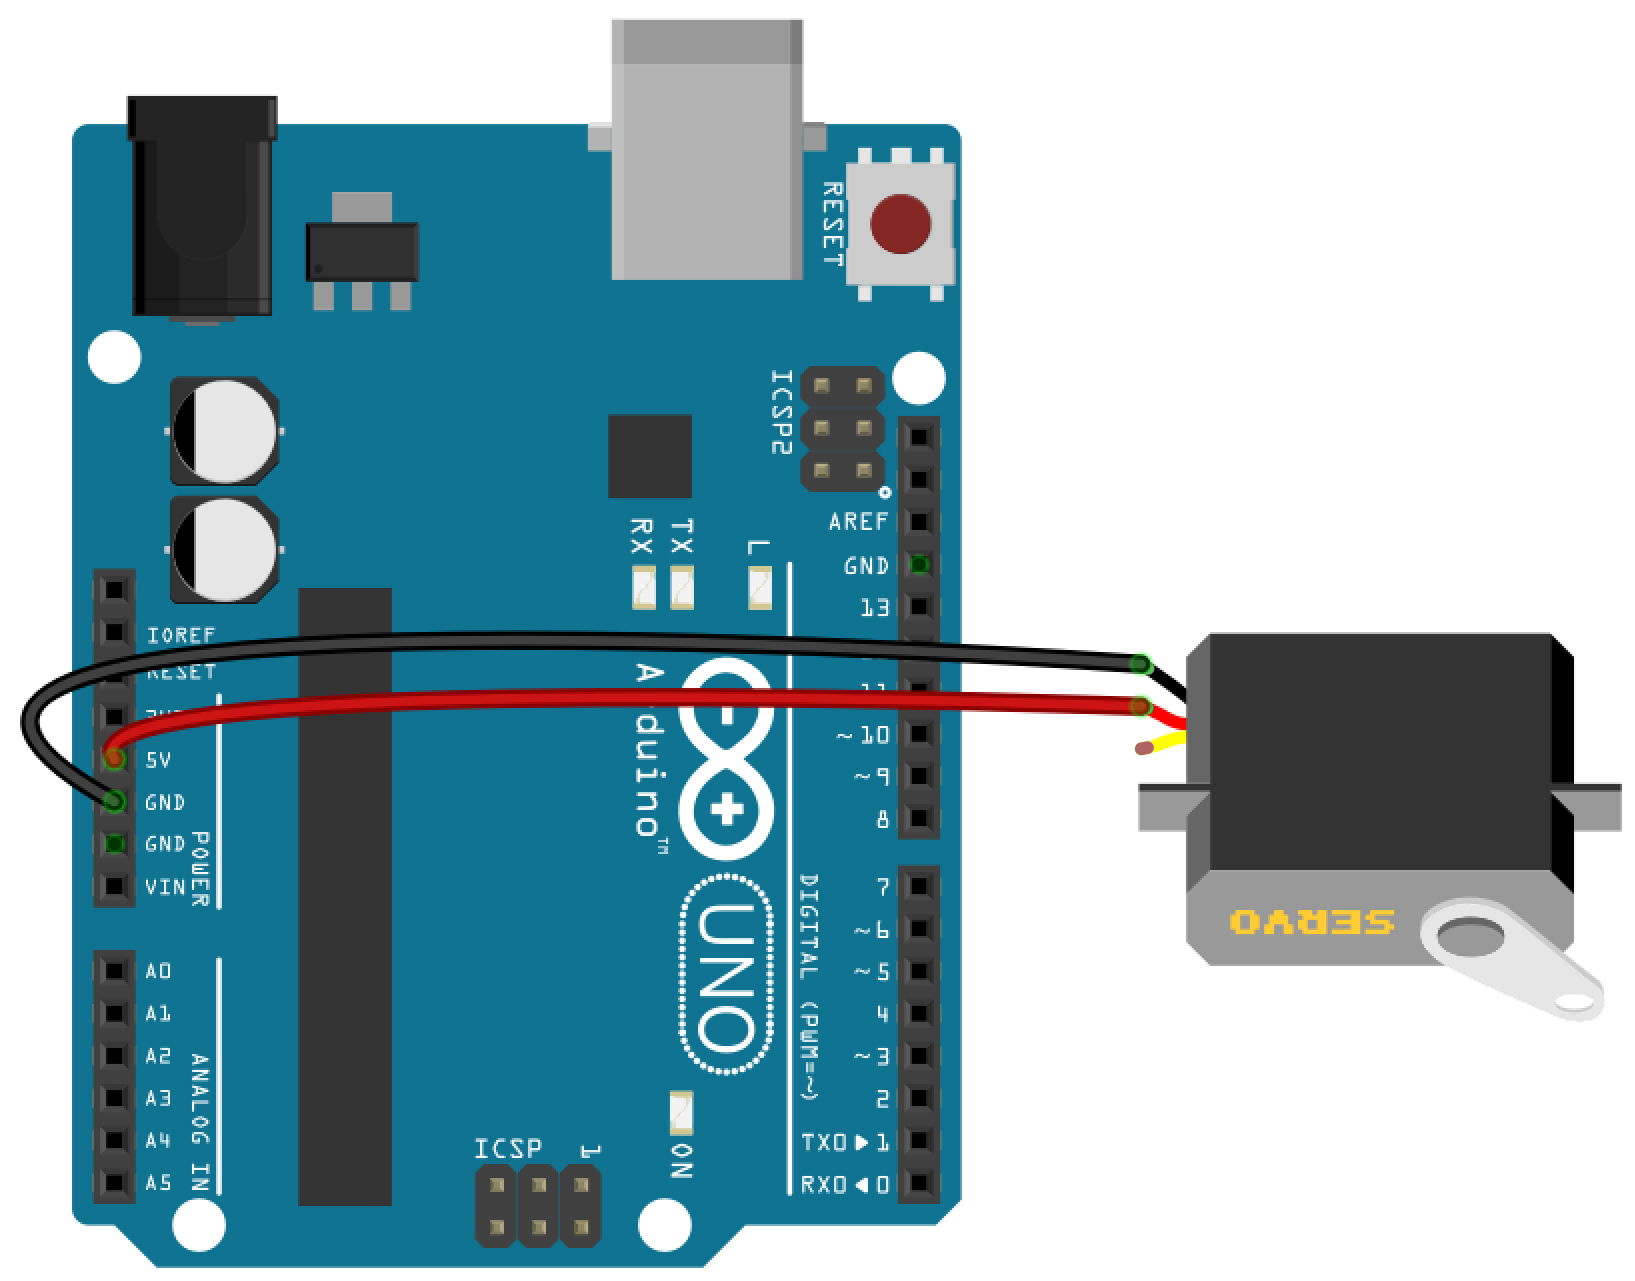 RESET
ICSP2
RX
TX
L
AREF
GND
13
~10
~9
8
IOREF
RESET
5V
GND
GND
VIN
POWER
Arduino™
UNO
DIGITAL (PWM=~)
7
~6
~5
4
~3
2
TX0▶1
RX0◀0
A0
A1
A2
A3
A4
A5
ANALOG IN
ICSP
1
ON
SERVO